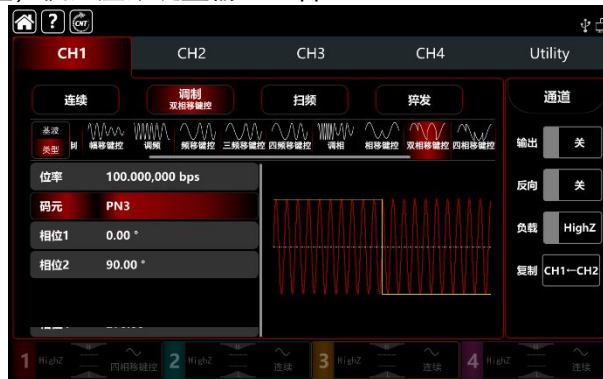 ? CNT
CH1 CH2 CH3 CH4 Utility
连续 调制 双相移键控 扫频 猝发 通道
基波
类型 制 幅移键控 调频 频移键控 三频移键控 四频移键控 调相 相移键控 双相移键控 四相移键控
输出 关
位率 100.000,000 bps
码元 PN3
反向 关
相位1 0.00 °
负载 HighZ
相位2 90.00 °
复制 CH1←CH2
1 HighZ 四相移键控 2 HighZ 连续 3 HighZ 连续 4 HighZ 连续